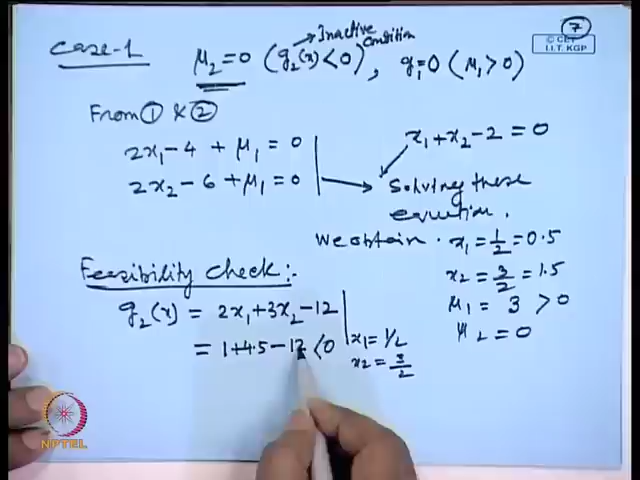 7
© CET
I.I.T. KGP
Case-1
μ₂=0 (g₂(x)<0), g₁=0 (μ₁>0)
Inactive
condition
From ① & ②
2x₁-4 + μ₁ = 0
2x₂-6 + μ₁ = 0
x₁+x₂-2 = 0
Solving these
equation.
We obtain. x₁ = 1/2 = 0.5
x₂ = 3/2 = 1.5
μ₁ = 3 > 0
μ₂ = 0
Feasibility check:-
g₂(x) = 2x₁+3x₂-12
= 1+4.5-12 <0
x₁=1/2
x₂ = 3/2
NPTEL